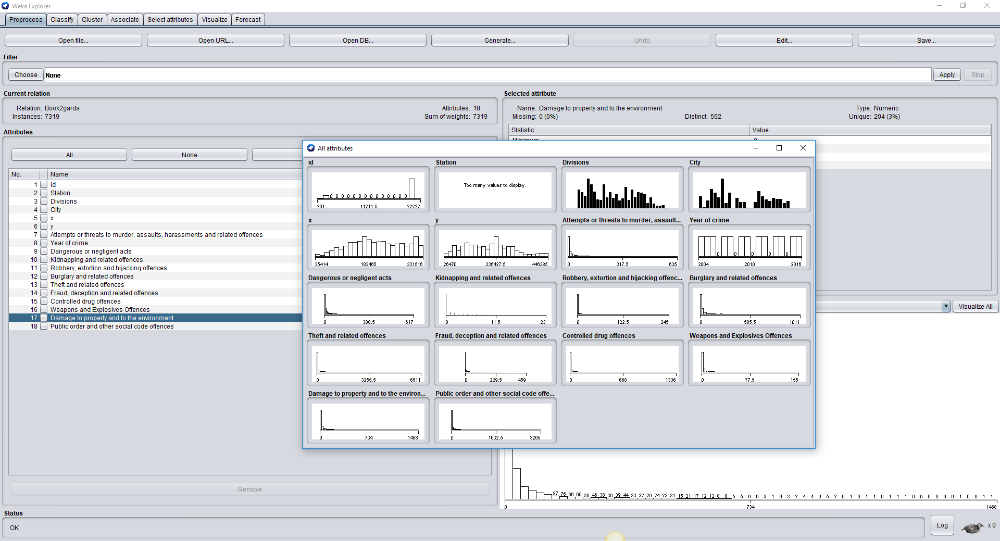 Weka Explorer
Preprocess Classify Cluster Associate Select attributes Visualize Forecast
Open file... Open URL... Open DB... Generate... Undo Edit... Save...
Filter
Choose None Apply Stop
Current relation
Relation: Book2garda Attributes: 18
Instances: 7319 Sum of weights: 7319
Selected attribute
Name: Damage to property and to the environment Type: Numeric
Missing: 0 (0%) Distinct: 562 Unique: 204 (3%)
Statistic Value
Attributes
All None
No. Name
1 id
2 Station
3 Divisions
4 City
5 x
6 y
7 Attempts or threats to murder, assaults, harassments and related offences
8 Year of crime
9 Dangerous or negligent acts
10 Kidnapping and related offences
11 Robbery, extortion and hijacking offences
12 Burglary and related offences
13 Theft and related offences
14 Fraud, deception and related offences
15 Controlled drug offences
16 Weapons and Explosives Offences
17 Damage to property and to the environment
18 Public order and other social code offences
Remove
All attributes
id Station Divisions City
0 0 0 0 0 0 0 0 0 0 0 0 0 0
201 11211.5 22222
Too many values to display.
x y Attempts or threats to murder, assault... Year of crime
35414 183465 331516
26470 236427.5 446385
0 317.5 635
0 0 0 0 0
2004 2010 2016
Dangerous or negligent acts Kidnapping and related offences Robbery, extortion and hijacking offenc... Burglary and related offences
0 308.5 617
0 11.5 23
0 122.5 245
0 505.5 1011
Theft and related offences Fraud, deception and related offences Controlled drug offences Weapons and Explosives Offences
0 3255.5 6511
0 229.5 459
0 668 1336
0 77.5 155
Damage to property and to the environ... Public order and other social code offe...
0 734 1468
0 1632.5 3265
Visualize All
87 76 66 60 30 46 38 30 39 44 33 32 29 24 23 31 15 21 17 12 12 8 8 5 5 6 6 3 1 4 3 2 4 4 0 5 2 0 1 0 1 1 1 1 1 0 0 0 0 0 1 0 0 1 1
0 734 1468
Status
OK
Log x 0